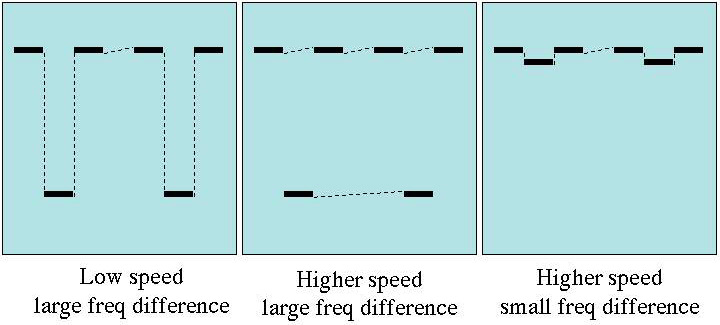 Low speed
large freq difference
Higher speed
large freq difference
Higher speed
small freq difference